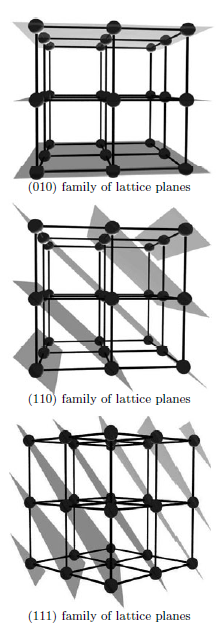 (010) family of lattice planes
(110) family of lattice planes
(111) family of lattice planes